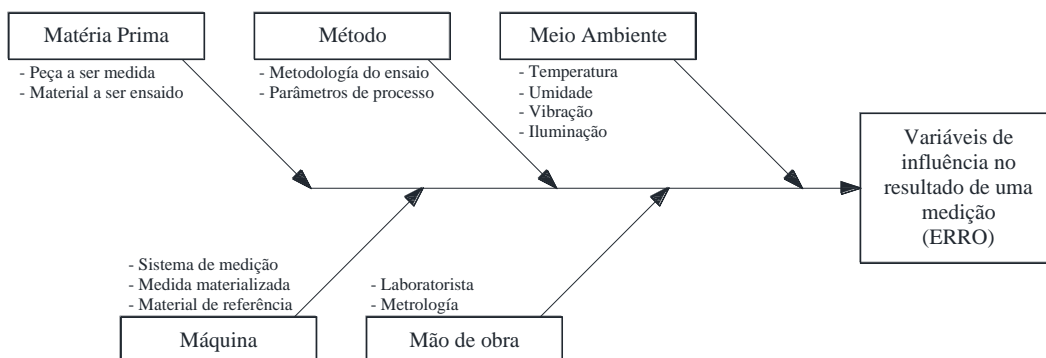 Matéria Prima
- Peça a ser medida
- Material a ser ensaido
Método
- Metodología do ensaio
- Parâmetros de processo
Meio Ambiente
- Temperatura
- Umidade
- Vibração
- Iluminação
Variáveis de
influência no
resultado de uma
medição
(ERRO)
- Sistema de medição
- Medida materializada
- Material de referência
Máquina
- Laboratorista
- Metrología
Mão de obra